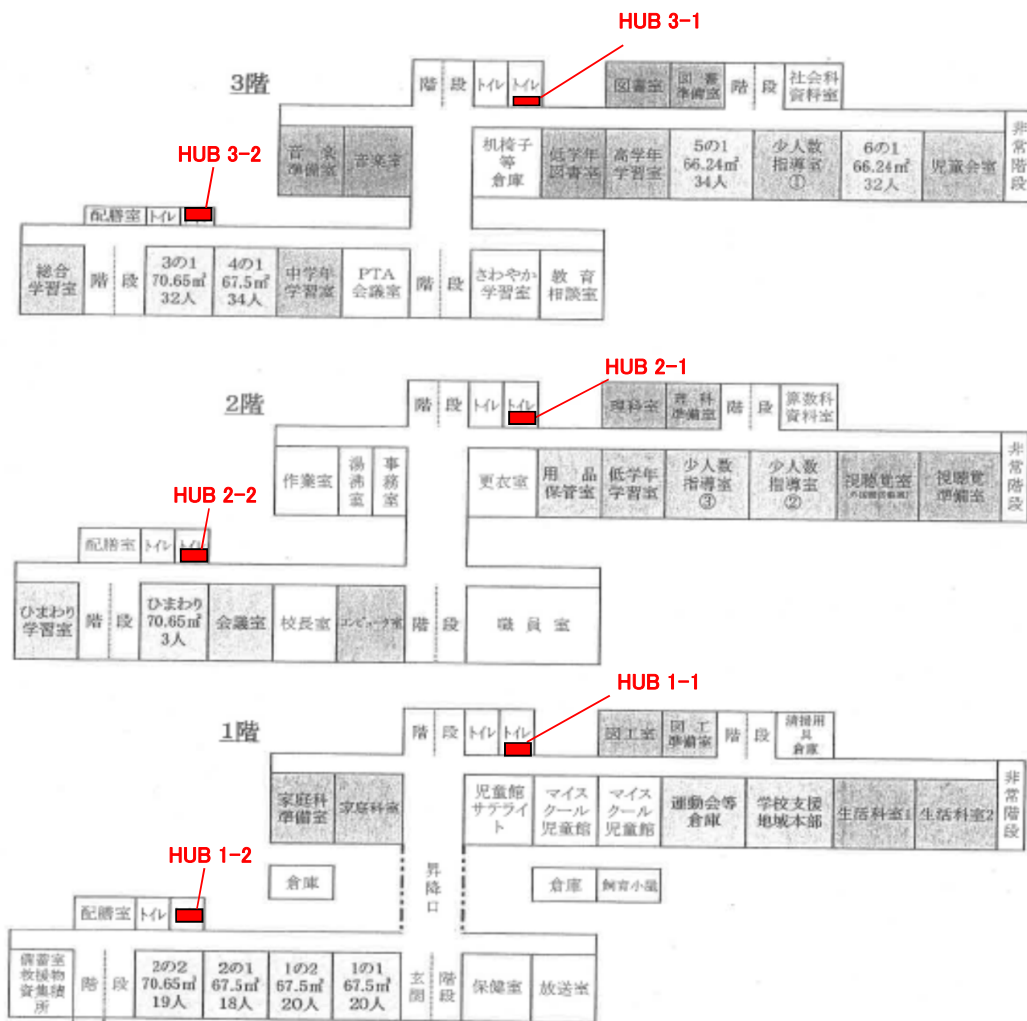 HUB 3-1
3階
階段
トイレ
トイレ
図書室
図書
準備室
階段
社会科
資料室
HUB 3-2
音楽
準備室
音楽室
机椅子
等
倉庫
低学年
図書室
高学年
学習室
5の1
66.24㎡
34人
少人数
指導室
①
6の1
66.24㎡
32人
児童会室
非常階段
配膳室
トイレ
総合
学習室
階段
3の1
70.65㎡
32人
4の1
67.5㎡
34人
中学年
学習室
PTA
会議室
階段
さわやか
学習室
教育
相談室
HUB 2-1
2階
階段
トイレ
トイレ
理科室
理科
準備室
階段
算数科
資料室
HUB 2-2
作業室
湯沸室
事務室
更衣室
用品
保管室
低学年
学習室
少人数
指導室
③
少人数
指導室
②
視聴覚室
視聴覚
準備室
非常階段
配膳室
トイレ
トイレ
ひまわり
学習室
階段
ひまわり
70.65㎡
3人
会議室
校長室
コンピュータ室
階段
職員室
HUB 1-1
1階
階段
トイレ
トイレ
図工室
図工
準備室
階段
清掃用
具
倉庫
HUB 1-2
家庭科
準備室
家庭科室
児童館
サテライ
ト
マイス
クール
児童館
マイス
クール
児童館
運動会等
倉庫
学校支援
地域本部
生活科室1
生活科室2
非常階段
倉庫
昇降口
倉庫
飼育小屋
配膳室
トイレ
備蓄室
救援物
資集積
所
階段
2の2
70.65㎡
19人
2の1
67.5㎡
18人
1の2
67.5㎡
20人
1の1
67.5㎡
20人
玄関
階段
保健室
放送室